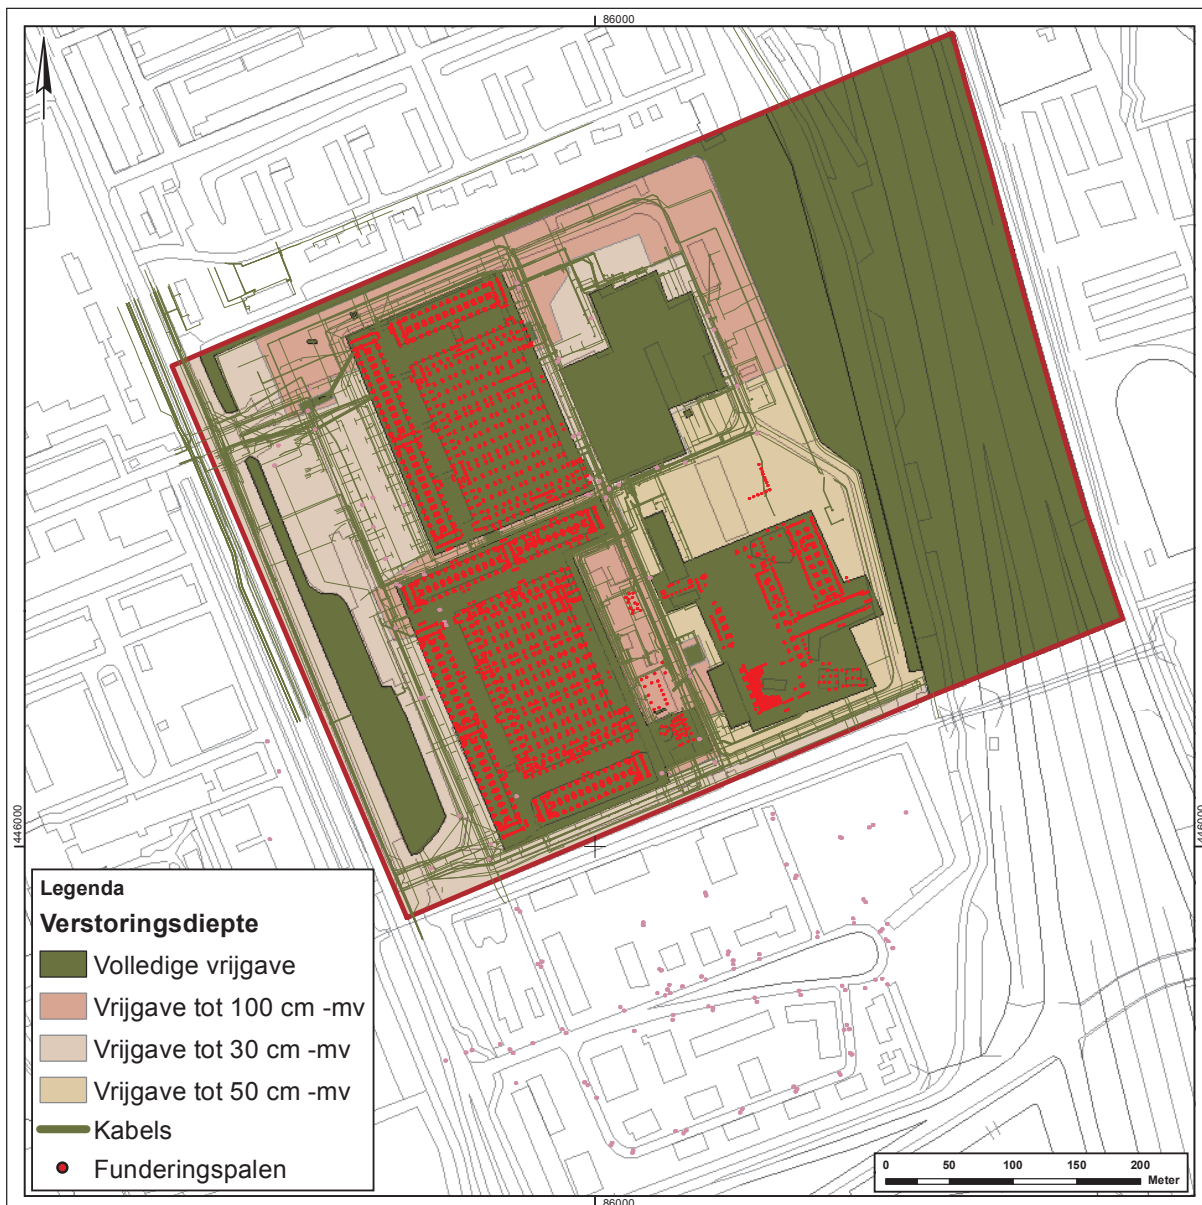 86000
446000
446000
Legenda
Verstoringsdiepte
Volledige vrijgave
Vrijgave tot 100 cm -mv
Vrijgave tot 30 cm -mv
Vrijgave tot 50 cm -mv
Kabels
Funderingspalen
0 50 100 150 200
Meter
86000